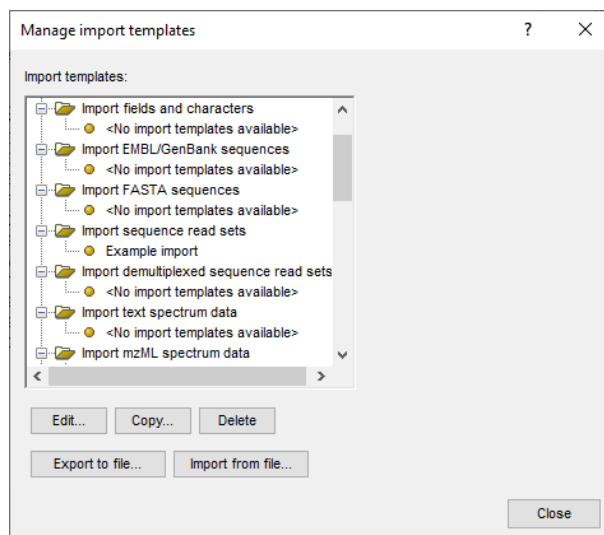 Manage import templates ?
Import templates:
Import fields and characters
<No import templates available>
Import EMBL/GenBank sequences
<No import templates available>
Import FASTA sequences
<No import templates available>
Import sequence read sets
Example import
Import demultiplexed sequence read sets
<No import templates available>
Import text spectrum data
<No import templates available>
Import mzML spectrum data
Edit... Copy... Delete
Export to file... Import from file...
Close